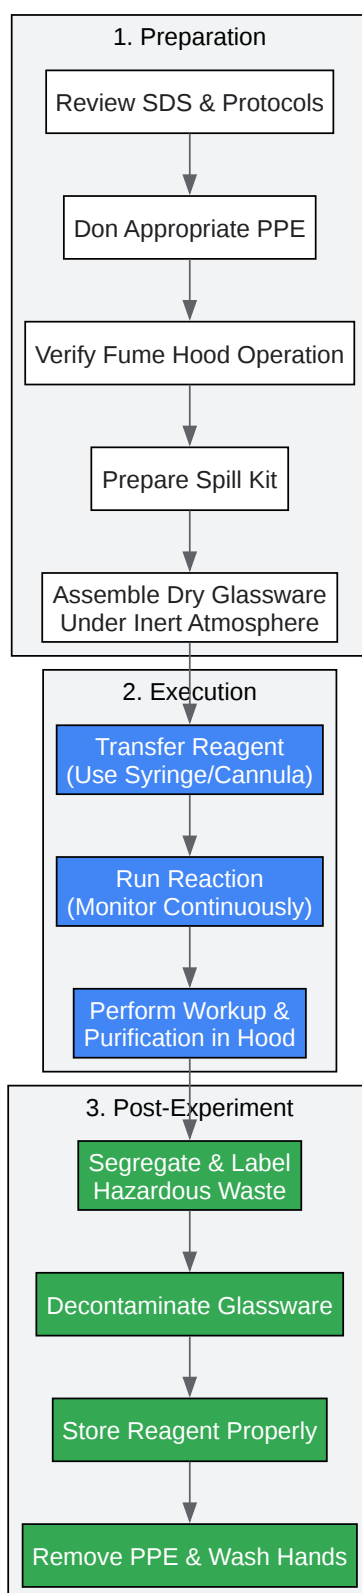 1. Preparation
Review SDS & Protocols
Don Appropriate PPE
Verify Fume Hood Operation
Prepare Spill Kit
Assemble Dry Glassware
Under Inert Atmosphere
2. Execution
Transfer Reagent
(Use Syringe/Cannula)
Run Reaction
(Monitor Continuously)
Perform Workup &
Purification in Hood
3. Post-Experiment
Segregate & Label
Hazardous Waste
Decontaminate Glassware
Store Reagent Properly
Remove PPE & Wash Hands